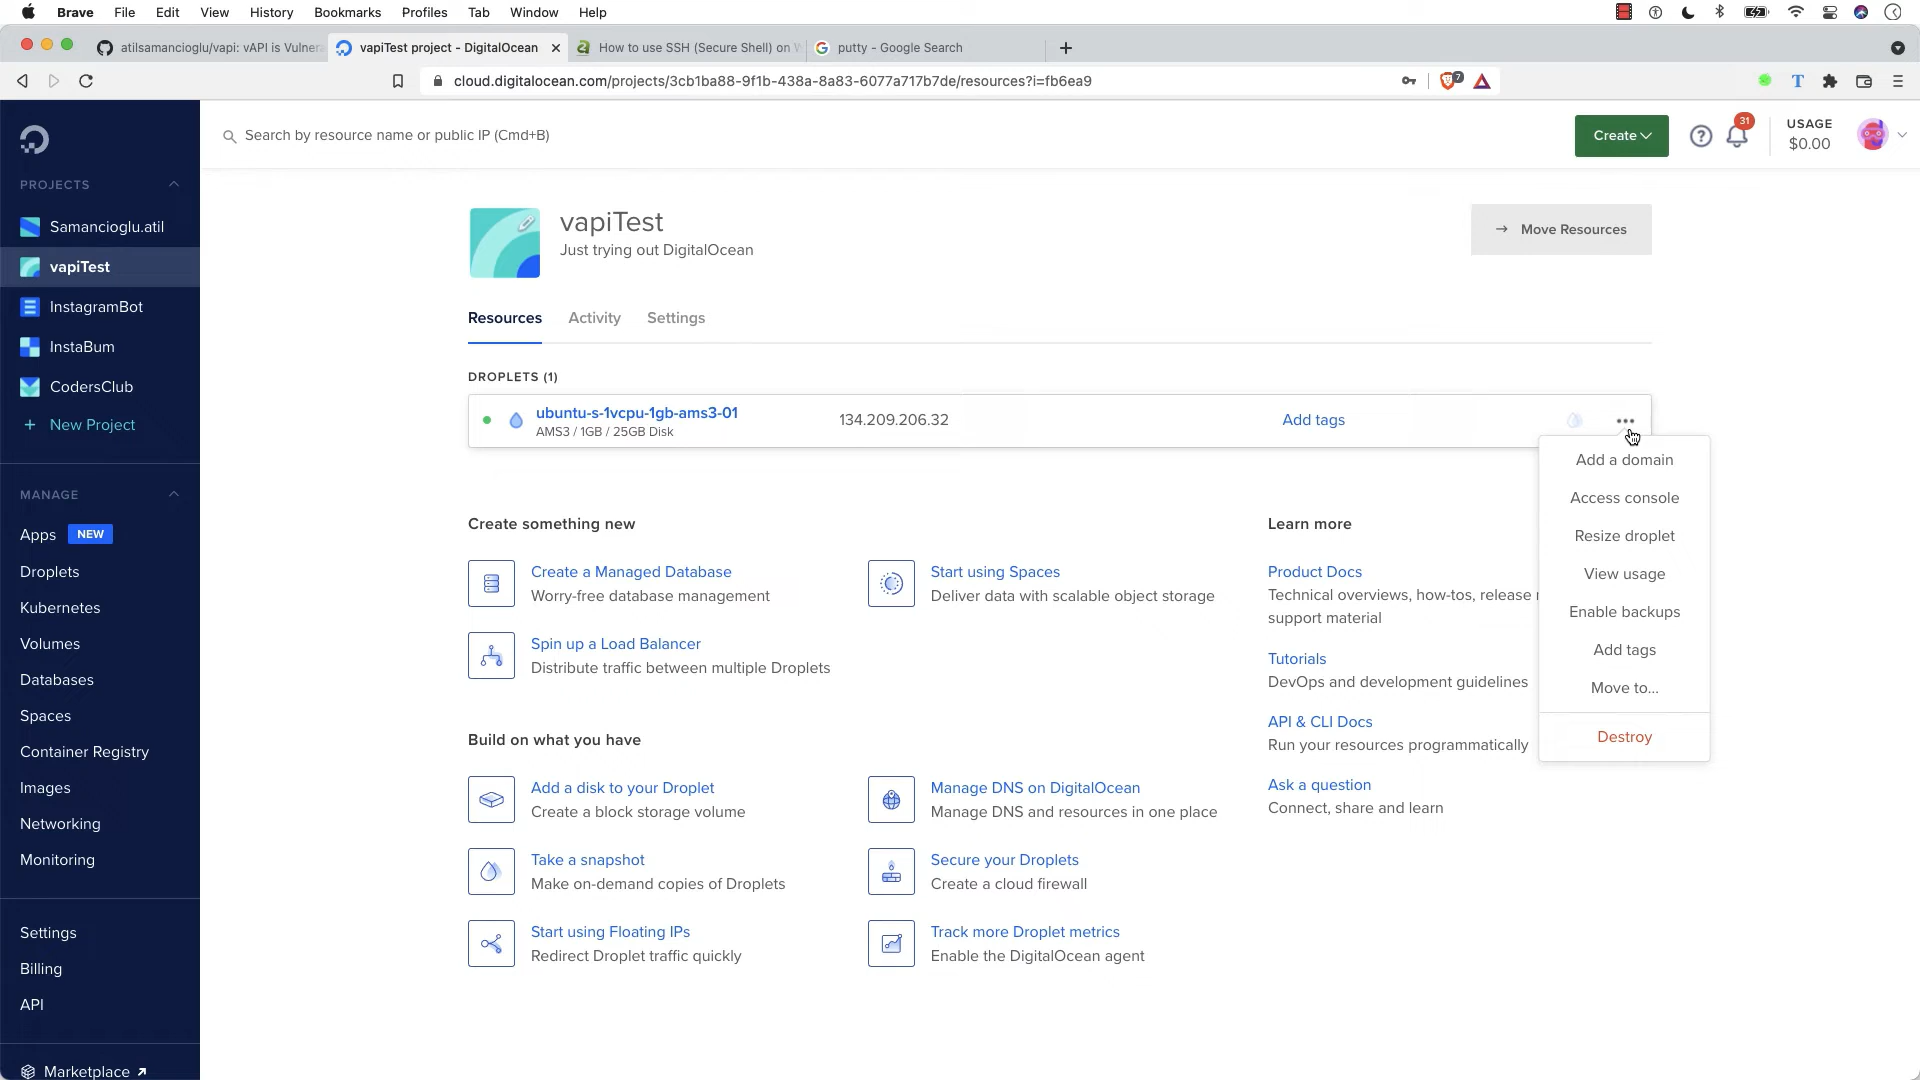 Brave File Edit View History Bookmarks Profiles Tab Window Help
atilsamancioglu/vapi: vAPI is Vulnera
vapiTest project - DigitalOcean
How to use SSH (Secure Shell) on W
putty - Google Search
cloud.digitalocean.com/projects/3cb1ba88-9f1b-438a-8a83-6077a717b7de/resources?i=fb6ea9
7
T
Search by resource name or public IP (Cmd+B)
Create
?
31
USAGE
$0.00
PROJECTS
Samancioglu.atil
vapiTest
InstagramBot
InstaBum
CodersClub
+ New Project
MANAGE
Apps NEW
Droplets
Kubernetes
Volumes
Databases
Spaces
Container Registry
Images
Networking
Monitoring
Settings
Billing
API
Marketplace
vapiTest
Just trying out DigitalOcean
→ Move Resources
Resources Activity Settings
DROPLETS (1)
ubuntu-s-1vcpu-1gb-ams3-01
AMS3 / 1GB / 25GB Disk
134.209.206.32
Add tags
Add a domain
Access console
Resize droplet
View usage
Enable backups
Add tags
Move to...
Destroy
Create something new
Create a Managed Database
Worry-free database management
Start using Spaces
Deliver data with scalable object storage
Spin up a Load Balancer
Distribute traffic between multiple Droplets
Build on what you have
Add a disk to your Droplet
Create a block storage volume
Manage DNS on DigitalOcean
Manage DNS and resources in one place
Take a snapshot
Make on-demand copies of Droplets
Secure your Droplets
Create a cloud firewall
Start using Floating IPs
Redirect Droplet traffic quickly
Track more Droplet metrics
Enable the DigitalOcean agent
Learn more
Product Docs
Technical overviews, how-tos, release
support material
Tutorials
DevOps and development guidelines
API & CLI Docs
Run your resources programmatically
Ask a question
Connect, share and learn